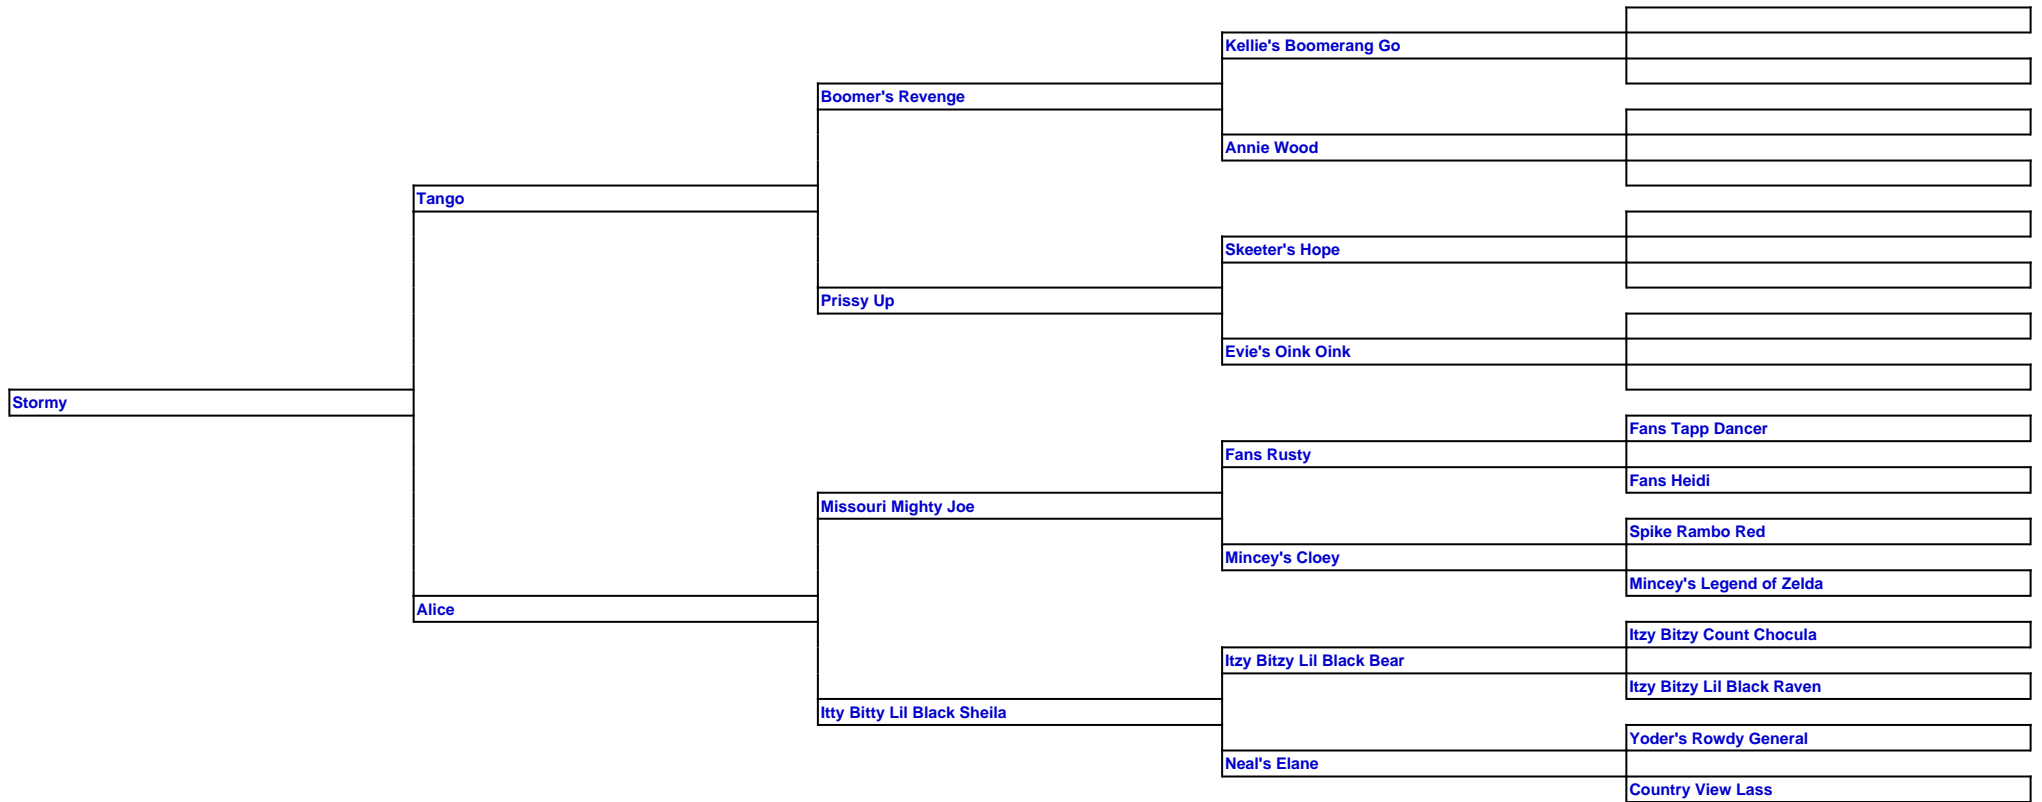 Kellie's Boomerang Go
Boomer's Revenge
Annie Wood
Tango
Skeeter's Hope
Prissy Up
Evie's Oink Oink
Stormy
Fans Tapp Dancer
Fans Rusty
Fans Heidi
Missouri Mighty Joe
Spike Rambo Red
Mincey's Cloey
Mincey's Legend of Zelda
Alice
Itzy Bitzy Count Chocula
Itzy Bitzy Lil Black Bear
Itzy Bitzy Lil Black Raven
Itty Bitty Lil Black Sheila
Yoder's Rowdy General
Neal's Elane
Country View Lass